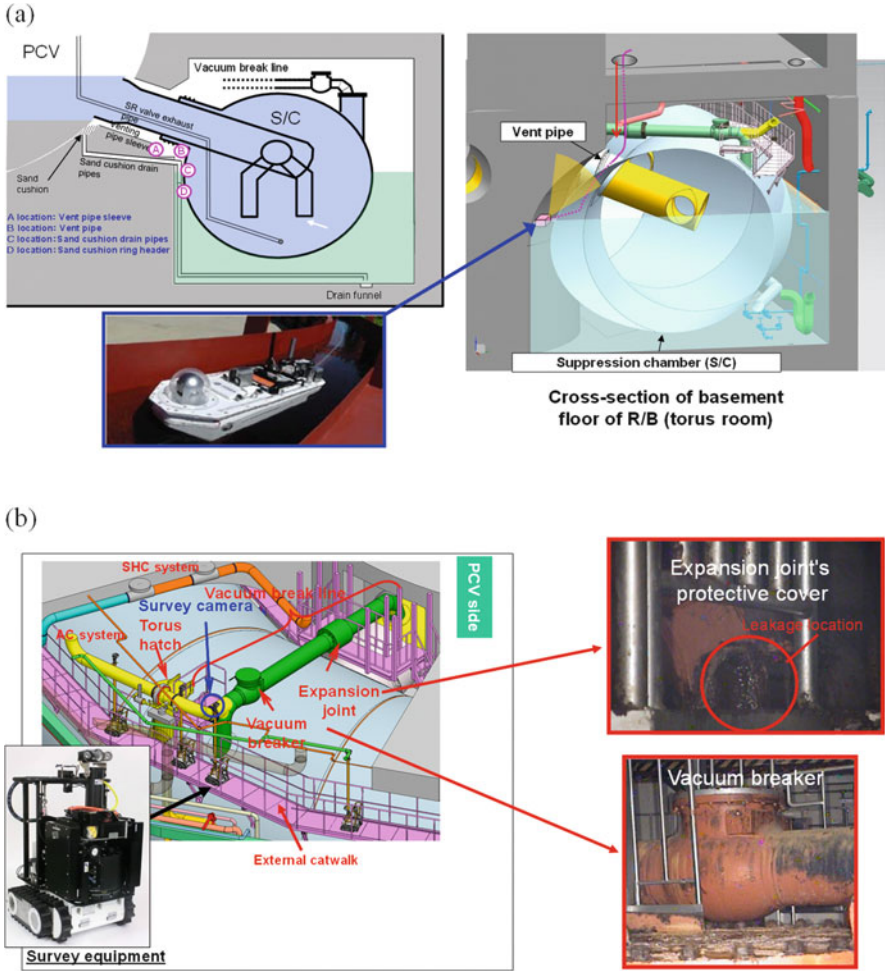 (a)
PCV
Vacuum break line
S/C
SR valve exhaust
pipe
Venting
pipe sleeve
A
B
Sand cushion drain
pipes
C
D
Sand
cushion
A location: Vent pipe sleeve
B location: Vent pipe
C location: Sand cushion drain pipes
D location: Sand cushion ring header
Drain funnel
Vent pipe
Suppression chamber (S/C)
Cross-section of basement
floor of R/B (torus room)
(b)
SHC system
Vacuum break line
Survey camera
Torus
hatch
AC system
PCV side
Expansion
joint
Vacuum
breaker
External catwalk
Survey equipment
Expansion joint's
protective cover
Leakage location
Vacuum breaker